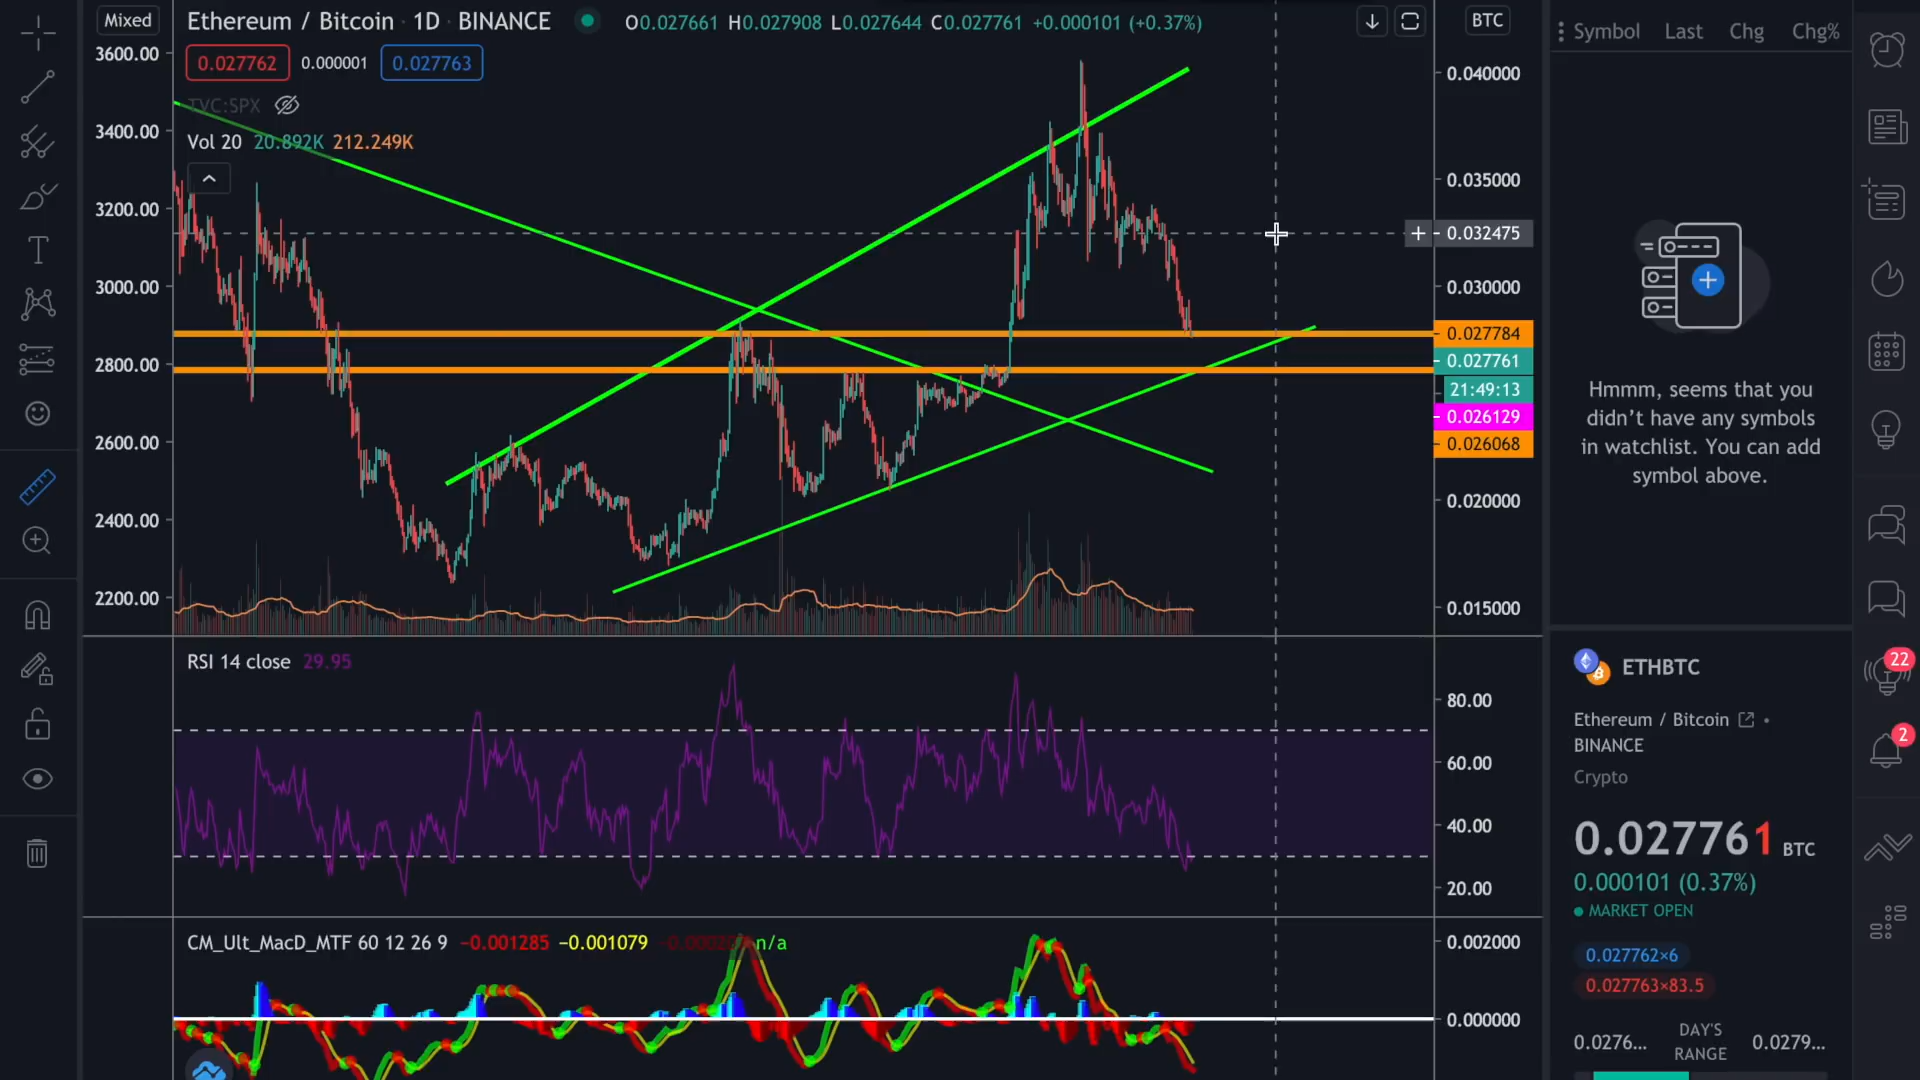 Mixed
Ethereum / Bitcoin · 1D · BINANCE
O0.027661 H0.027908 L0.027644 C0.027761 +0.000101 (+0.37%)
BTC
0.027762
0.000001
0.027763
TVC:SPX
Vol 20 20.892K 212.249K
3600.00
3400.00
3200.00
3000.00
2800.00
2600.00
2400.00
2200.00
0.040000
0.035000
0.032475
0.030000
0.027784
0.027761
21:49:13
0.026129
0.026068
0.020000
0.015000
RSI 14 close 29.95
80.00
60.00
40.00
20.00
CM_Ult_MacD_MTF 60 12 26 9 −0.001285 −0.001079 n/a
0.002000
0.000000
Symbol Last Chg Chg%
Hmmm, seems that you
didn’t have any symbols
in watchlist. You can add
symbol above.
ETHBTC
Ethereum / Bitcoin •
BINANCE
Crypto
0.027761 BTC
0.000101 (0.37%)
MARKET OPEN
0.027762×6
0.027763×83.5
0.0276... DAY'S RANGE 0.0279...
22
2